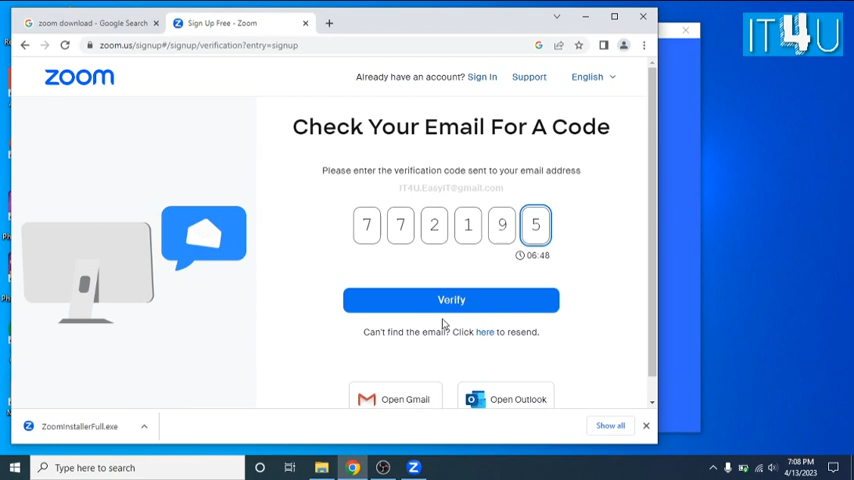 zoom download - Google Search
Sign Up Free - Zoom
IT4U
zoom.us/signup#/signup/verification?entry=signup
zoom
Already have an account? Sign In
Support
English
Check Your Email For A Code
Please enter the verification code sent to your email address
IT4U.EasyIT@gmail.com
7 7 2 1 9 5
06:48
Verify
Can't find the email? Click here to resend.
Open Gmail
Open Outlook
ZoomInstallerFull.exe
Show all
Type here to search
7:08 PM
4/13/2023